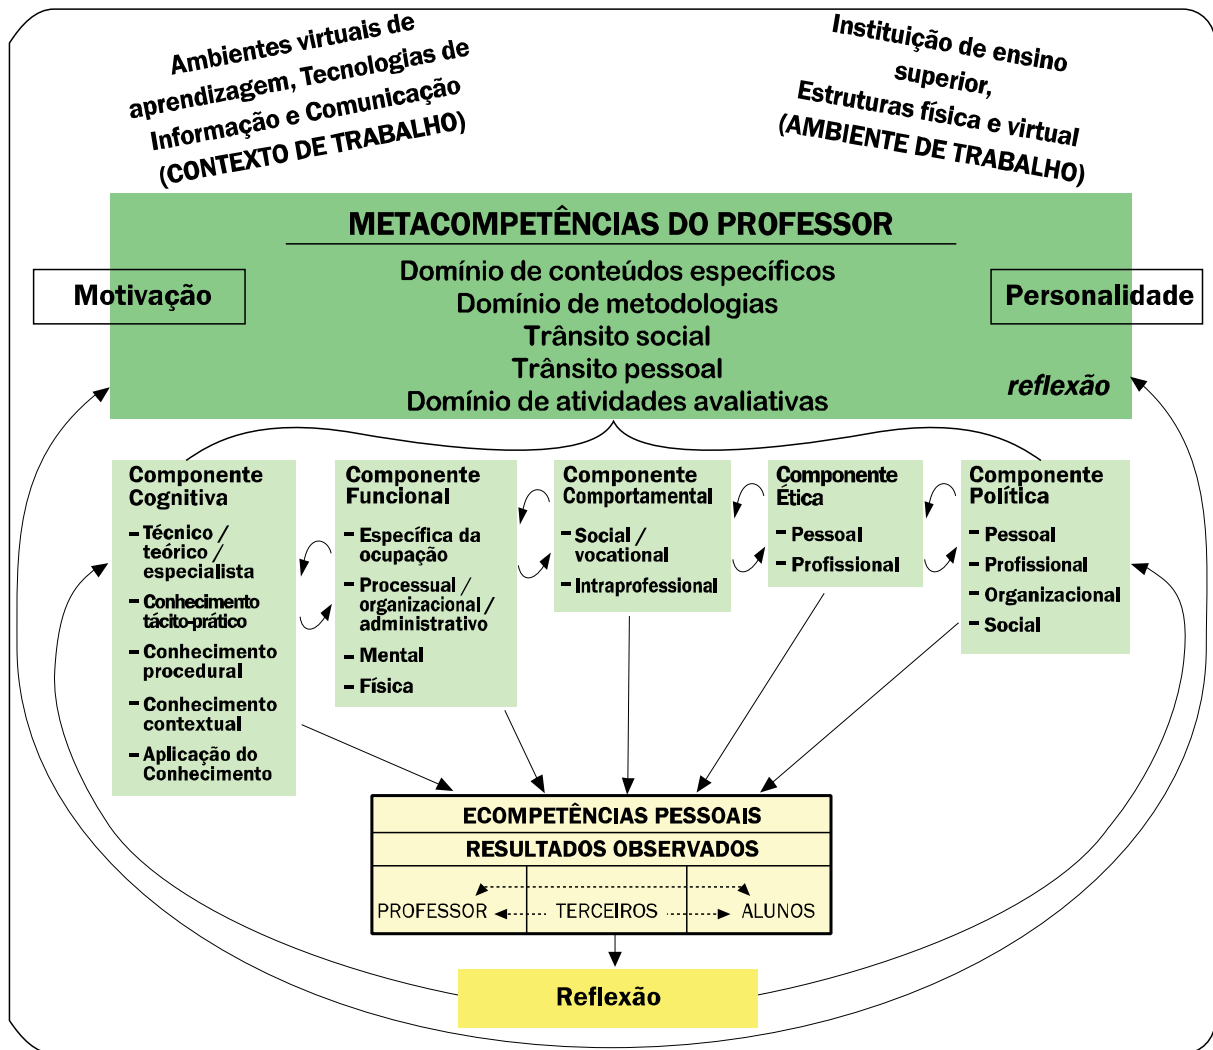 Ambientes virtuais de
aprendizagem, Tecnologias de
Informação e Comunicação
(CONTEXTO DE TRABALHO)
Instituição de ensino
superior,
Estruturas física e virtual
(AMBIENTE DE TRABALHO)
METACOMPETÊNCIAS DO PROFESSOR
Domínio de conteúdos específicos
Domínio de metodologias
Trânsito social
Trânsito pessoal
Domínio de atividades avaliativas
Motivação
Personalidade
reflexão
Componente
Cognitiva
– Técnico /
teórico /
especialista
– Conhecimento
tácito-prático
– Conhecimento
procedural
– Conhecimento
contextual
– Aplicação do
Conhecimento
Componente
Funcional
– Específica da
ocupação
– Processual /
organizacional /
administrativo
– Mental
– Física
Componente
Comportamental
– Social /
vocational
– Intraprofessional
Componente
Ética
– Pessoal
– Profissional
Componente
Política
– Pessoal
– Profissional
– Organizacional
– Social
ECOMPETÊNCIAS PESSOAIS
RESULTADOS OBSERVADOS
PROFESSOR
TERCEIROS
ALUNOS
Reflexão